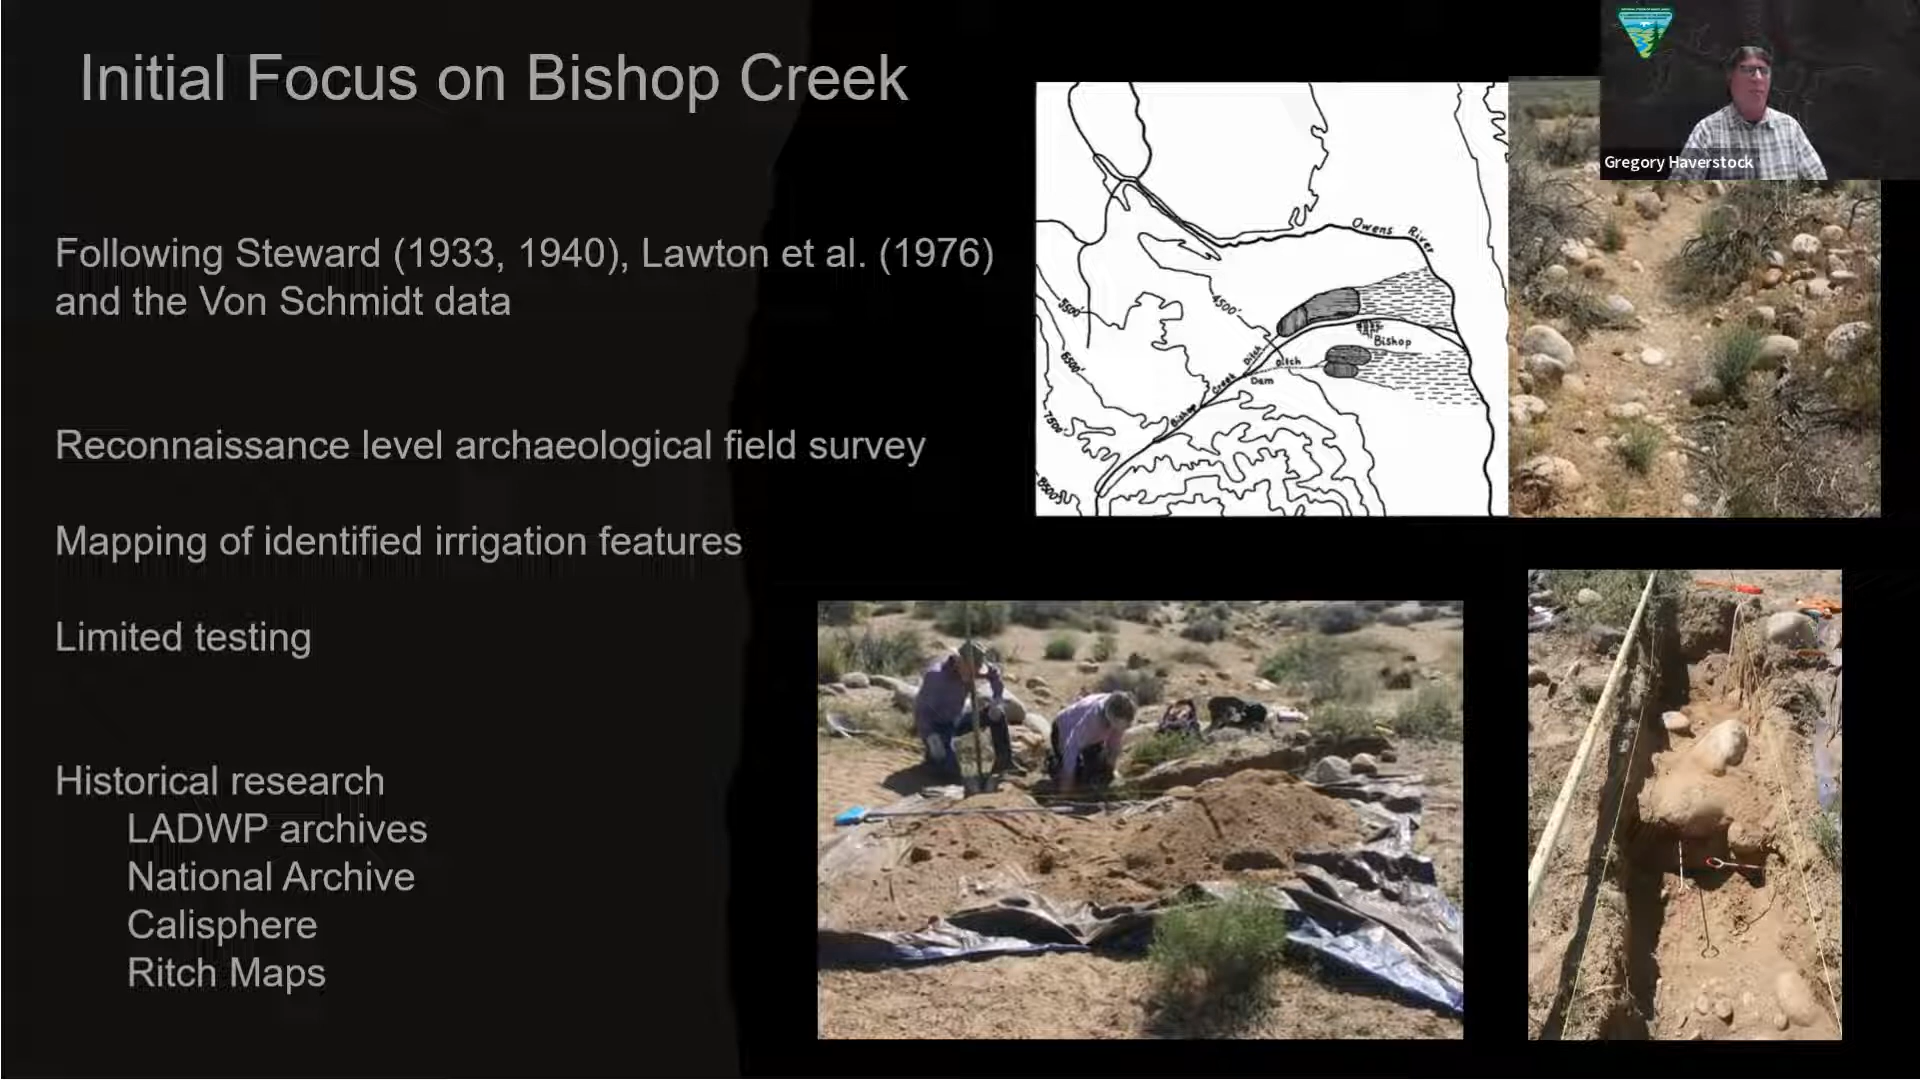 Initial Focus on Bishop Creek
Following Steward (1933, 1940), Lawton et al. (1976)
and the Von Schmidt data
Reconnaissance level archaeological field survey
Mapping of identified irrigation features
Limited testing
Historical research
LADWP archives
National Archive
Calisphere
Ritch Maps
Owens River
4500'
5500'
6500'
7500'
8500'
Bishop
Ditch
Ditch
Dam
Bishop Creek
Gregory Haverstock